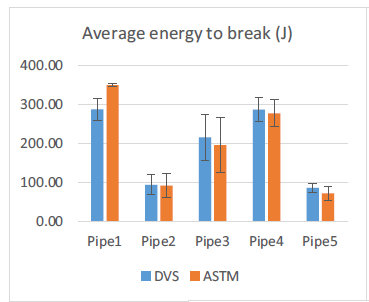 Average energy to break (J)
400.00
300.00
200.00
100.00
0.00
Pipe1 Pipe2 Pipe3 Pipe4 Pipe5
DVS ASTM